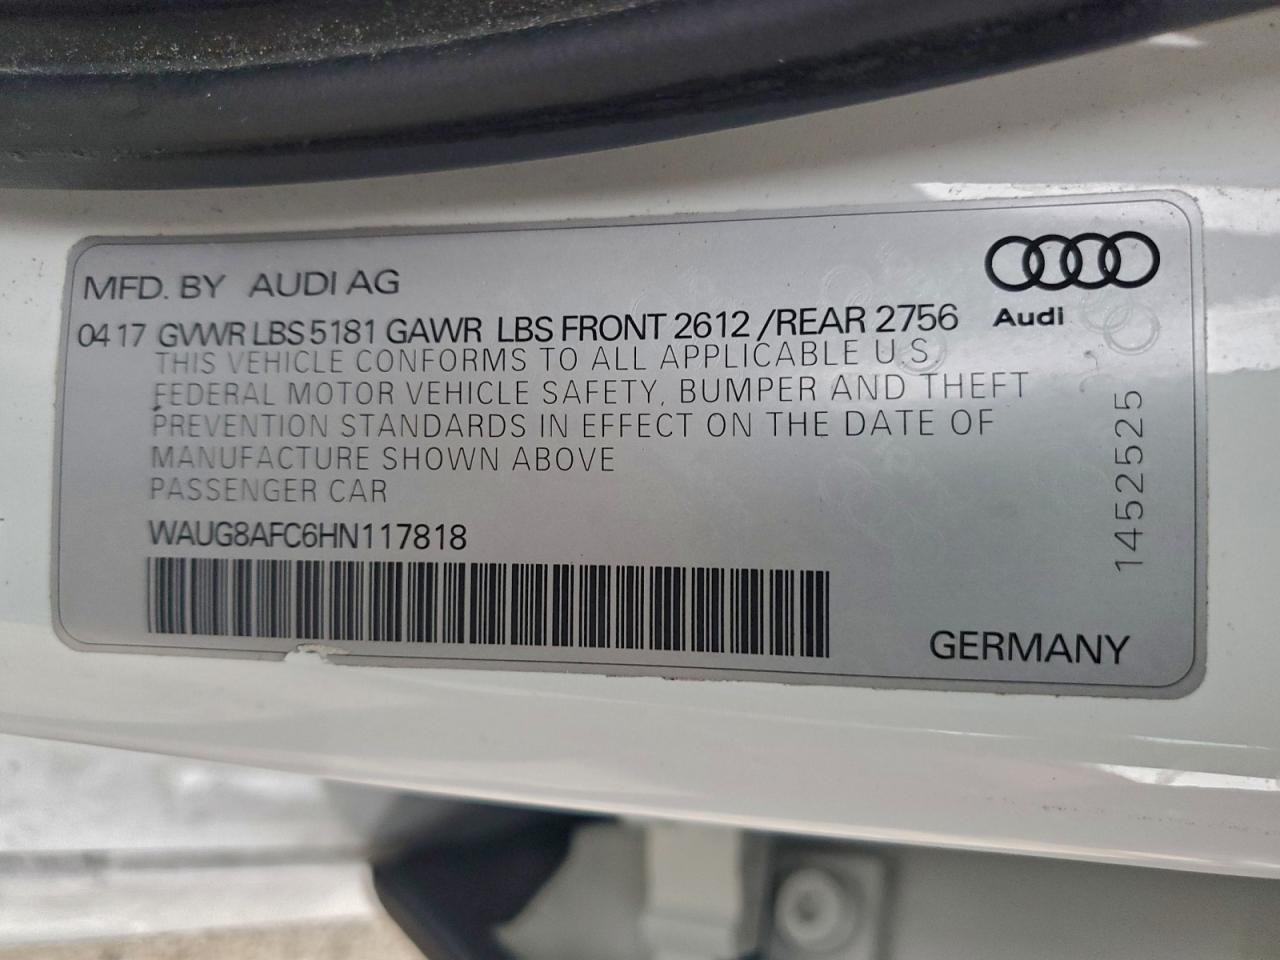 MFD. BY AUDI AG
Audi
04 17 GVWR LBS 5181 GAWR LBS FRONT 2612 /REAR 2756
THIS VEHICLE CONFORMS TO ALL APPLICABLE U.S.
FEDERAL MOTOR VEHICLE SAFETY, BUMPER AND THEFT
PREVENTION STANDARDS IN EFFECT ON THE DATE OF
MANUFACTURE SHOWN ABOVE
PASSENGER CAR
WAUG8AFC6HN117818
1452525
GERMANY